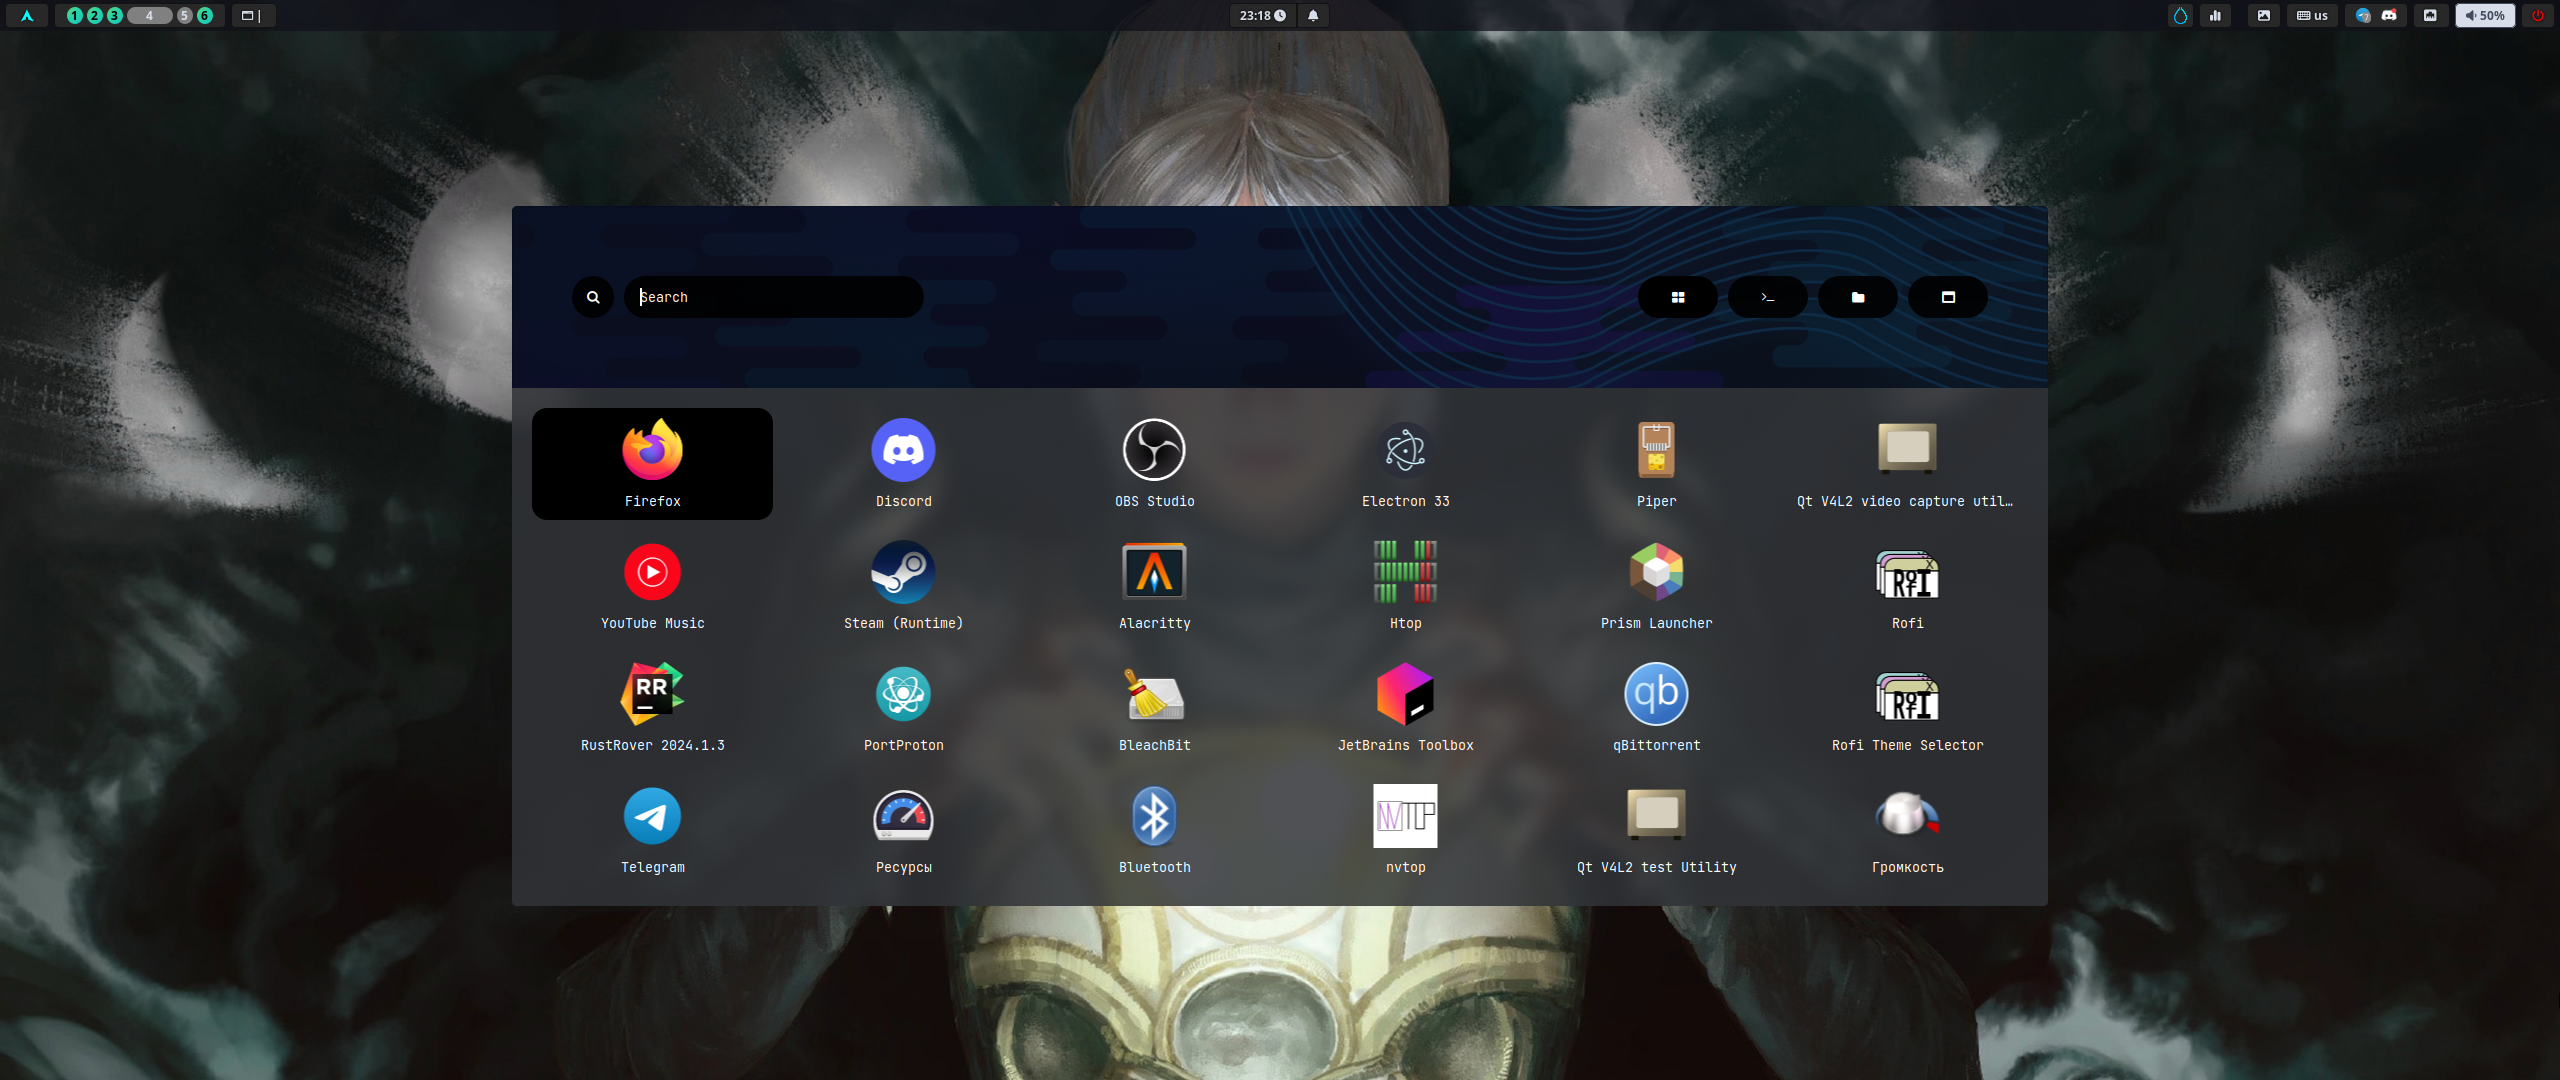 1 2 3 4 5 6
23:18
us
50%
Search
Firefox
Discord
OBS Studio
Electron 33
Piper
Qt V4L2 video capture util…
YouTube Music
Steam (Runtime)
Alacritty
Htop
Prism Launcher
Rofi
RustRover 2024.1.3
PortProton
BleachBit
JetBrains Toolbox
qBittorrent
Rofi Theme Selector
Telegram
Ресурсы
Bluetooth
nvtop
Qt V4L2 test Utility
Громкость